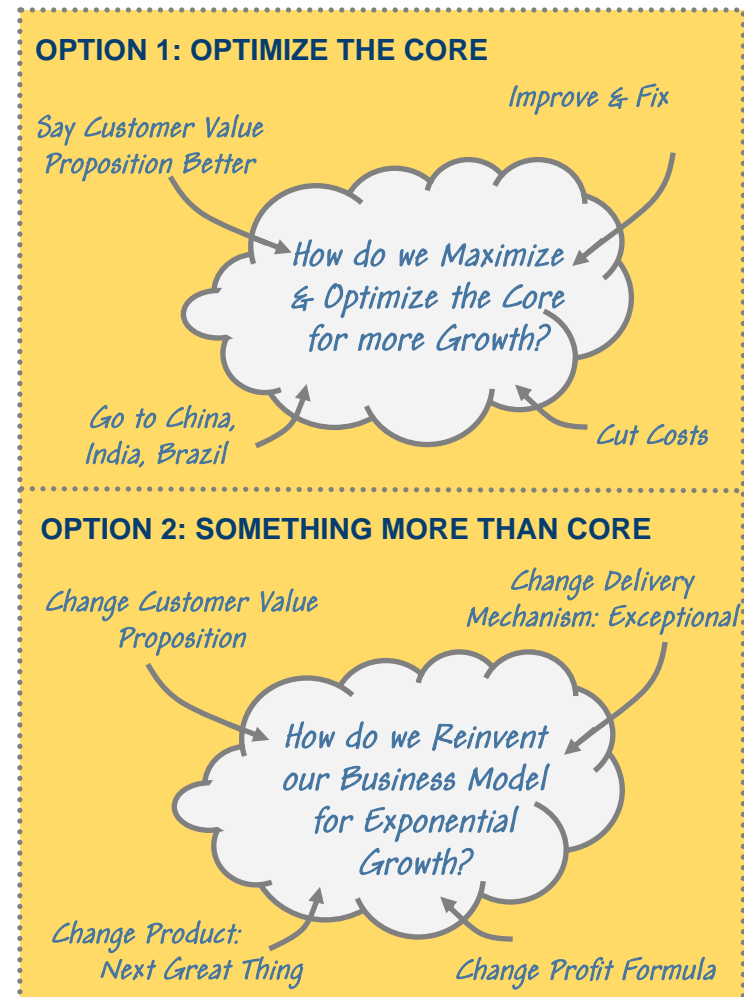 OPTION 1: OPTIMIZE THE CORE
Improve & Fix
Say Customer Value
Proposition Better
How do we Maximize
& Optimize the Core
for more Growth?
Go to China,
India, Brazil
Cut Costs
OPTION 2: SOMETHING MORE THAN CORE
Change Delivery
Mechanism: Exceptional
Change Customer Value
Proposition
How do we Reinvent
our Business Model
for Exponential
Growth?
Change Product:
Next Great Thing
Change Profit Formula